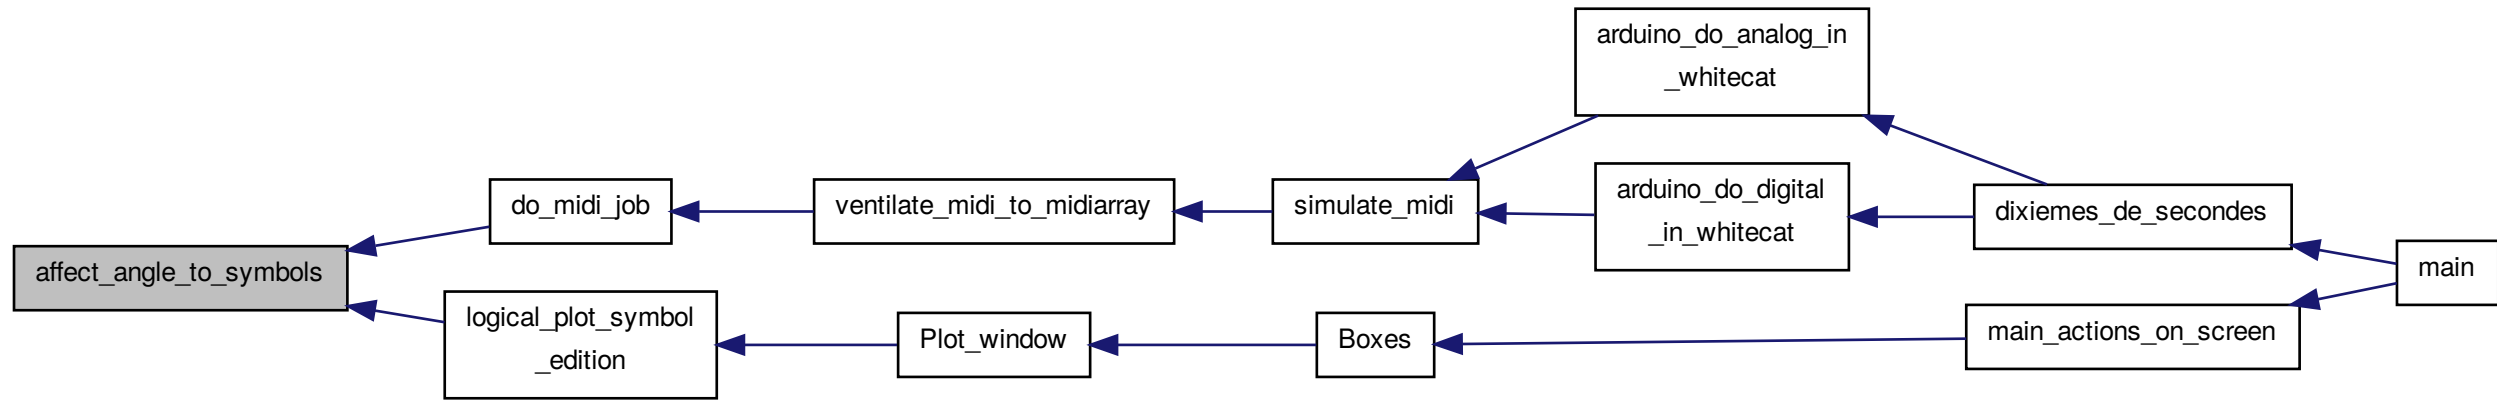 arduino_do_analog_in
_whitecat
do_midi_job
ventilate_midi_to_midiarray
simulate_midi
arduino_do_digital
_in_whitecat
dixiemes_de_secondes
affect_angle_to_symbols
main
logical_plot_symbol
_edition
Plot_window
Boxes
main_actions_on_screen